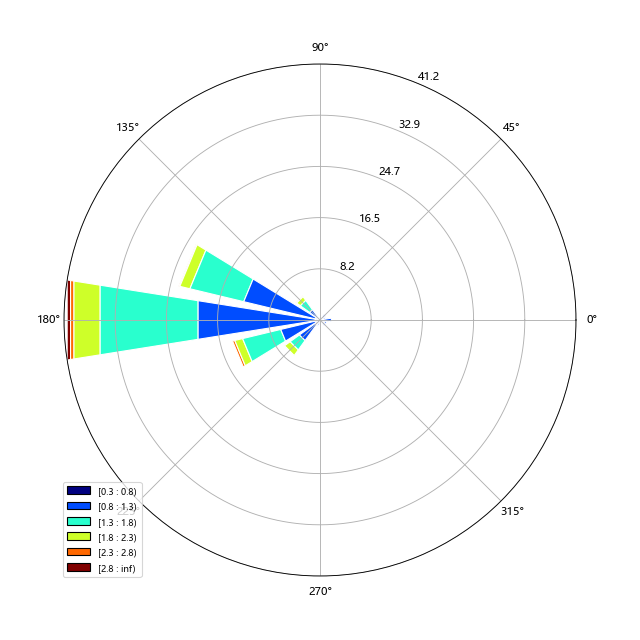 90°
41.2
135°
32.9
45°
24.7
16.5
8.2
180°
0°
[0.3 : 0.8)
[0.8 : 1.3)
225°
[1.3 : 1.8)
315°
[1.8 : 2.3)
[2.3 : 2.8)
[2.8 : inf)
270°